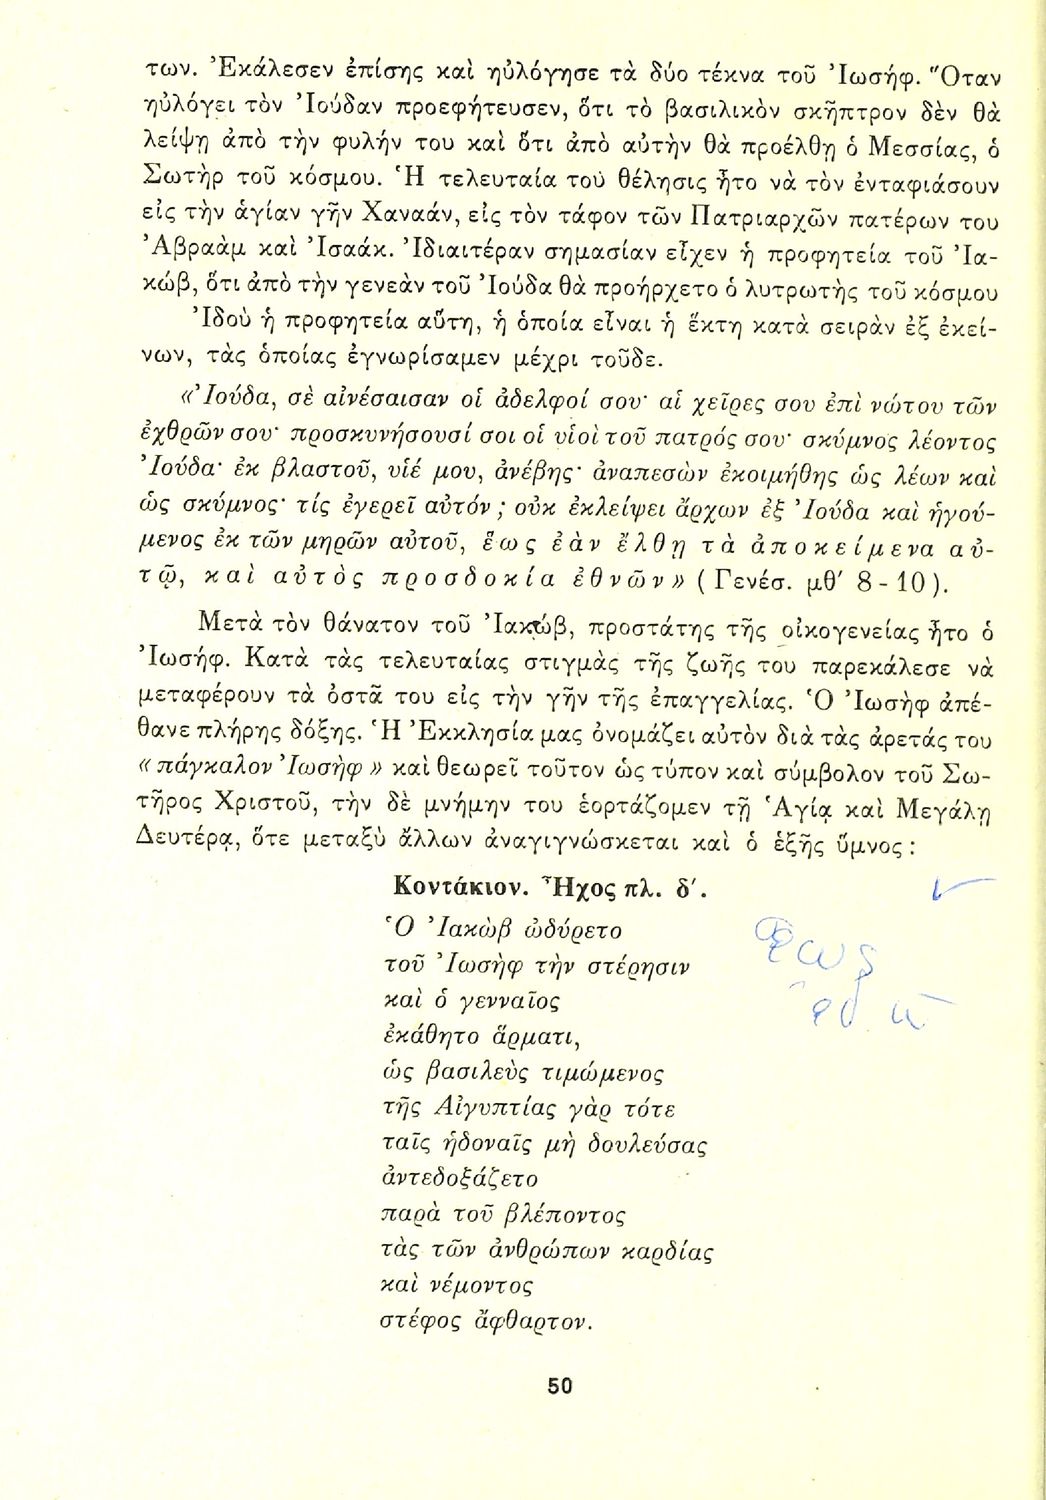 των. Ἐκάλεσεν ἐπίσης καὶ ηὐλόγησε τὰ δύο τέκνα τοῦ Ἰωσήφ. Ὅταν
ηὐλόγει τὸν Ἰούδαν προεφήτευσεν, ὅτι τὸ βασιλικὸν σκῆπτρον δὲν θὰ
λείψῃ ἀπὸ τὴν φυλήν του καὶ ὅτι ἀπὸ αὐτὴν θὰ προέλθῃ ὁ Μεσσίας, ὁ
Σωτὴρ τοῦ κόσμου. Ἡ τελευταία του θέλησις ἦτο νὰ τὸν ἐνταφιάσουν
εἰς τὴν ἁγίαν γῆν Χαναάν, εἰς τὸν τάφον τῶν Πατριαρχῶν πατέρων του
Ἀβραὰμ καὶ Ἰσαάκ. Ἰδιαιτέραν σημασίαν εἶχεν ἡ προφητεία τοῦ Ἰα-
κώβ, ὅτι ἀπὸ τὴν γενεὰν τοῦ Ἰούδα θὰ προήρχετο ὁ λυτρωτὴς τοῦ κόσμου
Ἰδοὺ ἡ προφητεία αὕτη, ἡ ὁποία εἶναι ἡ ἕκτη κατὰ σειρὰν ἐξ ἐκεί-
νων, τὰς ὁποίας ἐγνωρίσαμεν μέχρι τοῦδε.
«Ἰούδα, σὲ αἰνέσαισαν οἱ ἀδελφοί σου· αἱ χεῖρες σου ἐπὶ νώτου τῶν
ἐχθρῶν σου· προσκυνήσουσί σοι οἱ υἱοὶ τοῦ πατρός σου· σκύμνος λέοντος
Ἰούδα· ἐκ βλαστοῦ, υἱέ μου, ἀνέβης· ἀναπεσὼν ἐκοιμήθης ὡς λέων καὶ
ὡς σκύμνος· τίς ἐγερεῖ αὐτόν ; οὐκ ἐκλείψει ἄρχων ἐξ Ἰούδα καὶ ἡγού-
μενος ἐκ τῶν μηρῶν αὐτοῦ, ἕως ἐὰν ἔλθῃ τὰ ἀποκείμενα αὐ-
τῷ, καὶ αὐτὸς προσδοκία ἐθνῶν» ( Γενέσ. μθ′ 8 - 10 ).
Μετὰ τὸν θάνατον τοῦ Ἰακώβ, προστάτης τῆς οἰκογενείας ἦτο ὁ
Ἰωσήφ. Κατὰ τὰς τελευταίας στιγμὰς τῆς ζωῆς του παρεκάλεσε νὰ
μεταφέρουν τὰ ὀστᾶ του εἰς τὴν γῆν τῆς ἐπαγγελίας. Ὁ Ἰωσὴφ ἀπέ-
θανε πλήρης δόξης. Ἡ Ἐκκλησία μας ὀνομάζει αὐτὸν διὰ τὰς ἀρετάς του
« πάγκαλον Ἰωσὴφ » καὶ θεωρεῖ τοῦτον ὡς τύπον καὶ σύμβολον τοῦ Σω-
τῆρος Χριστοῦ, τὴν δὲ μνήμην του ἑορτάζομεν τῇ Ἁγίᾳ καὶ Μεγάλῃ
Δευτέρᾳ, ὅτε μεταξὺ ἄλλων ἀναγιγνώσκεται καὶ ὁ ἑξῆς ὕμνος :
Κοντάκιον. Ἦχος πλ. δ′.
Ὁ Ἰακὼβ ὠδύρετο
τοῦ Ἰωσὴφ τὴν στέρησιν
καὶ ὁ γενναῖος
ἐκάθητο ἅρματι,
ὡς βασιλεὺς τιμώμενος
τῆς Αἰγυπτίας γὰρ τότε
ταῖς ἡδοναῖς μὴ δουλεύσας
ἀντεδοξάζετο
παρὰ τοῦ βλέποντος
τὰς τῶν ἀνθρώπων καρδίας
καὶ νέμοντος
στέφος ἄφθαρτον.
φως
εδώ
50